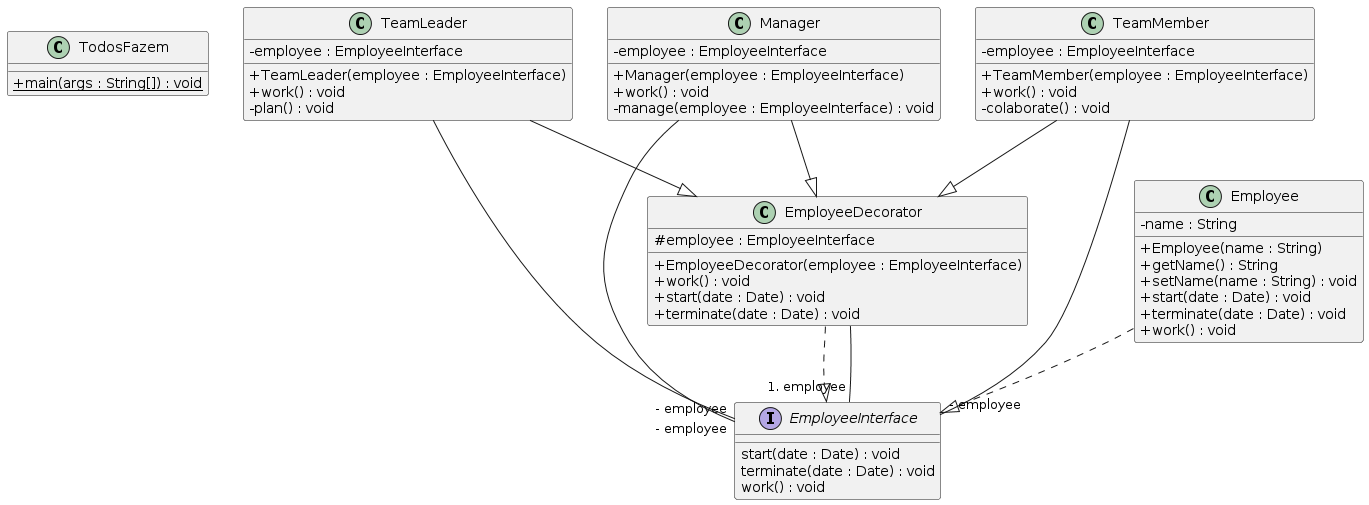 C TodosFazem
+main(args : String[]) : void
C TeamLeader
-employee : EmployeeInterface
+TeamLeader(employee : EmployeeInterface)
+work() : void
-plan() : void
C Manager
-employee : EmployeeInterface
+Manager(employee : EmployeeInterface)
+work() : void
-manage(employee : EmployeeInterface) : void
C TeamMember
-employee : EmployeeInterface
+TeamMember(employee : EmployeeInterface)
+work() : void
-colaborate() : void
C EmployeeDecorator
#employee : EmployeeInterface
+EmployeeDecorator(employee : EmployeeInterface)
+work() : void
+start(date : Date) : void
+terminate(date : Date) : void
C Employee
-name : String
+Employee(name : String)
+getName() : String
+setName(name : String) : void
+start(date : Date) : void
+terminate(date : Date) : void
+work() : void
1. employee
- employee
- employee
- employee
I EmployeeInterface
start(date : Date) : void
terminate(date : Date) : void
work() : void